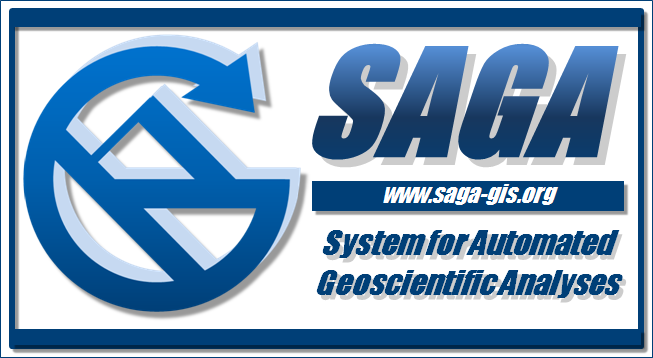 SAGA
www.saga-gis.org
System for Automated
Geoscientific Analyses